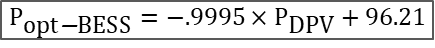 P_opt−BESS = −.9995 × P_DPV + 96.21